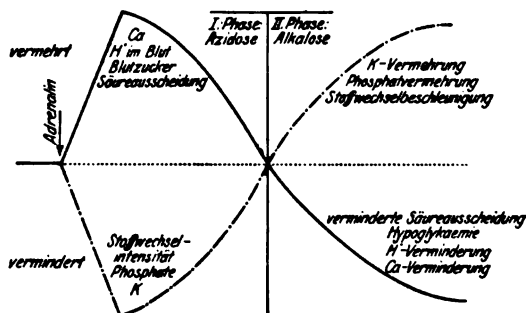 vermehrt
Adrenalin
Ca
H˙ im Blut
Blutzucker
Säureausscheidung
I. Phase:
Azidose
II. Phase:
Alkalose
K-Vermehrung
Phosphatvermehrung
Stoffwechselbeschleunigung
vermindert
Stoffwechsel-
intensität
Phosphate
K
verminderte Säureausscheidung
Hypoglykaemie
H˙-Verminderung
Ca-Verminderung